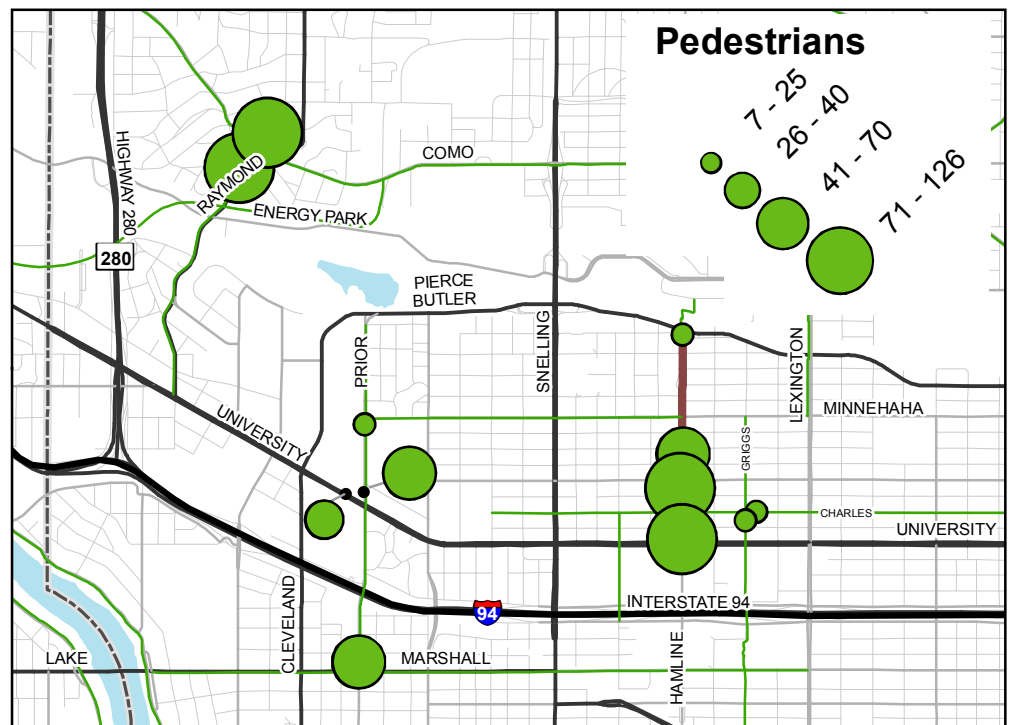 Pedestrians
7 - 25
26 - 40
41 - 70
71 - 126
HIGHWAY 280
280
RAYMOND
COMO
ENERGY PARK
PIERCE
BUTLER
PRIOR
SNELLING
LEXINGTON
MINNEHAHA
UNIVERSITY
GRIGGS
CHARLES
UNIVERSITY
CLEVELAND
94
INTERSTATE 94
HAMLINE
LAKE
MARSHALL